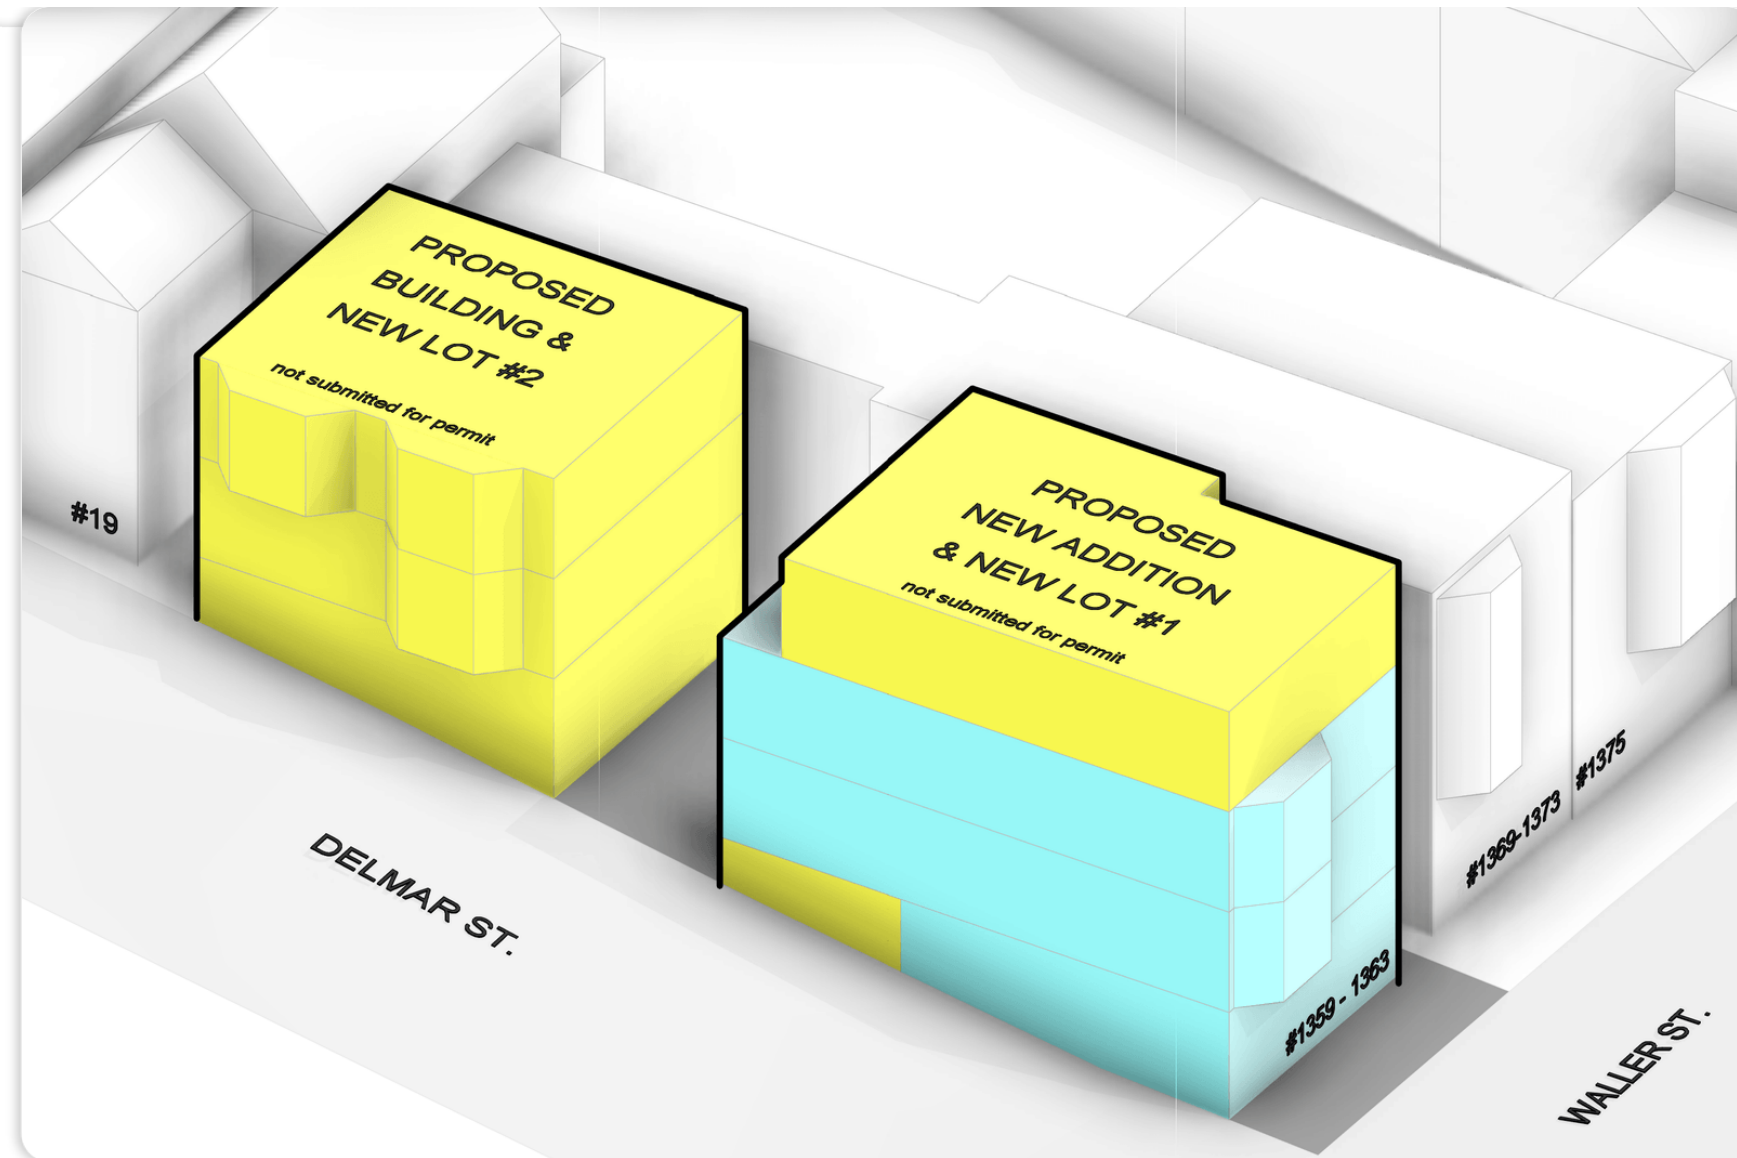 PROPOSED
BUILDING &
NEW LOT #2
not submitted for permit
PROPOSED
NEW ADDITION
& NEW LOT #1
not submitted for permit
#19
#1375
#1369-1373
#1359 - 1363
DELMAR ST.
WALLER ST.